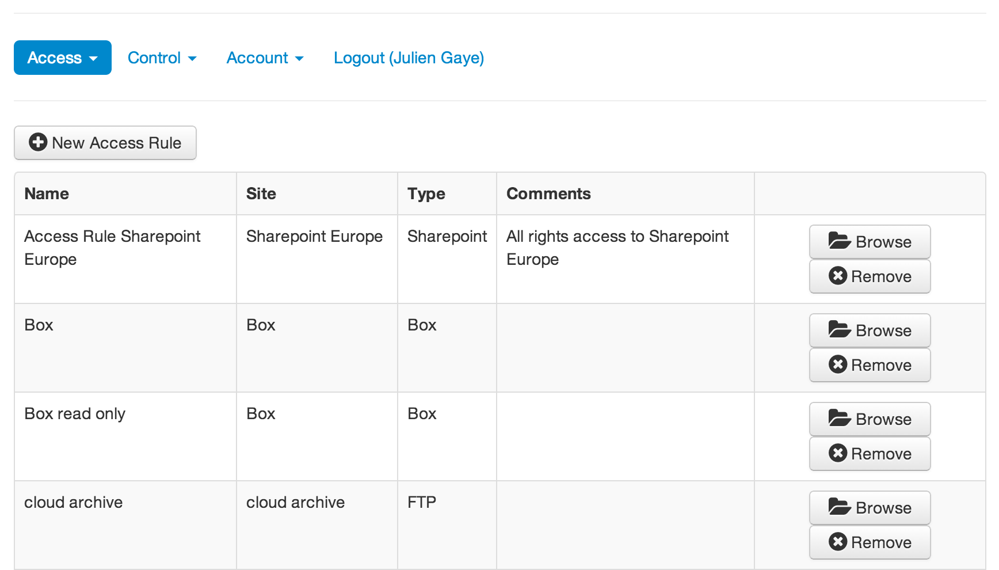 Access Control Account Logout (Julien Gaye)
New Access Rule
Name Site Type Comments
Access Rule Sharepoint Sharepoint Europe Sharepoint All rights access to Sharepoint Browse
Europe Europe
Remove
Box Box Box Browse
Remove
Box read only Box Box Browse
Remove
cloud archive cloud archive FTP Browse
Remove